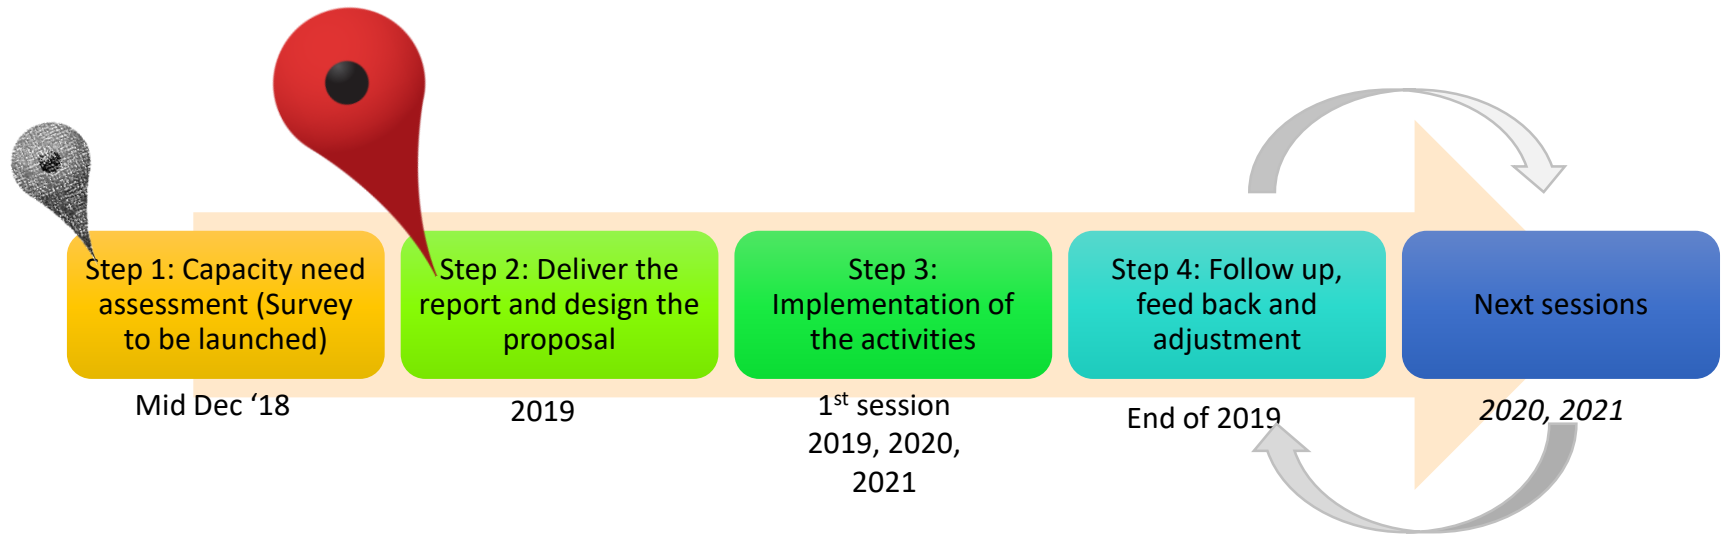 Step 1: Capacity need
assessment (Survey
to be launched)
Step 2: Deliver the
report and design the
proposal
Step 3:
Implementation of
the activities
Step 4: Follow up,
feed back and
adjustment
Next sessions
Mid Dec ‘18
2019
1st session
2019, 2020,
2021
End of 2019
2020, 2021